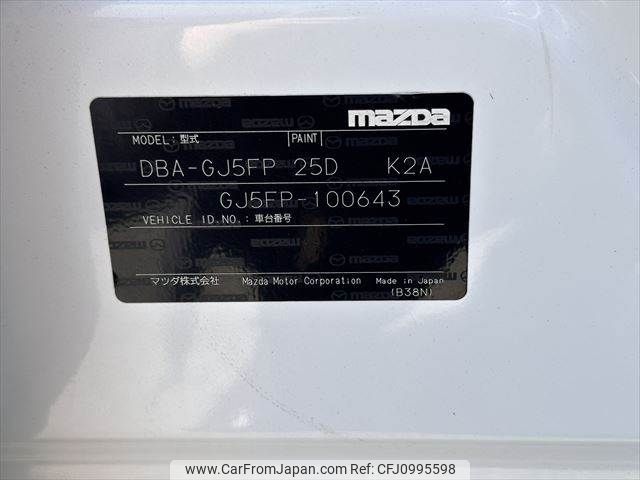 mazda
MODEL: 型式 PAINT
DBA-GJ5FP 25D K2A
GJ5FP-100643
VEHICLE ID.NO.: 車台番号
マツダ株式会社 Mazda Motor Corporation Made in Japan
(B38N)
www.CarFromJapan.com | Ref No.CFJ0995598